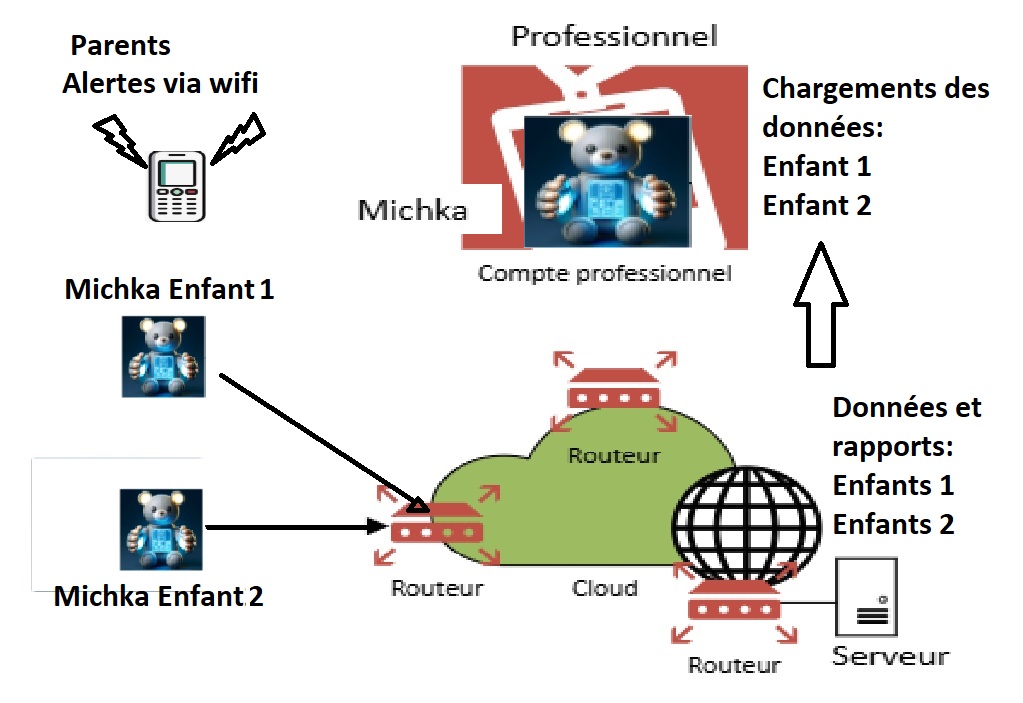 Parents
Alertes via wifi
Professionnel
Chargements des
données:
Enfant 1
Enfant 2
Michka
Compte professionnel
Michka Enfant 1
Michka Enfant 2
Routeur
Routeur
Cloud
Données et
rapports:
Enfants 1
Enfants 2
Routeur
Serveur